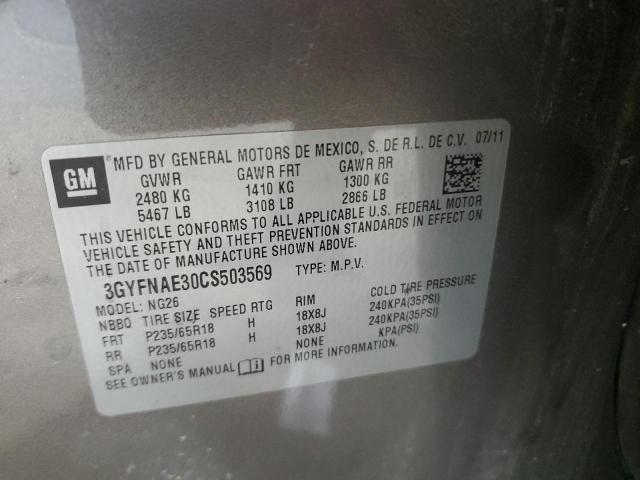 GM MFD BY GENERAL MOTORS DE MEXICO, S. DE R.L. DE C.V. 07/11
GVWR GAWR FRT GAWR RR
2480 KG 1410 KG 1300 KG
5467 LB 3108 LB 2866 LB
THIS VEHICLE CONFORMS TO ALL APPLICABLE U.S. FEDERAL MOTOR
VEHICLE SAFETY AND THEFT PREVENTION STANDARDS IN EFFECT ON
THE DATE OF MANUFACTURE SHOWN ABOVE.
3GYFNAE30CS503569 TYPE: M.P.V.
MODEL: NG26
NBBQ TIRE SIZE SPEED RTG RIM COLD TIRE PRESSURE
FRT P235/65R18 H 18X8J 240KPA(35PSI)
RR P235/65R18 H 18X8J 240KPA(35PSI)
SPA NONE NONE KPA(PSI)
SEE OWNER'S MANUAL FOR MORE INFORMATION.